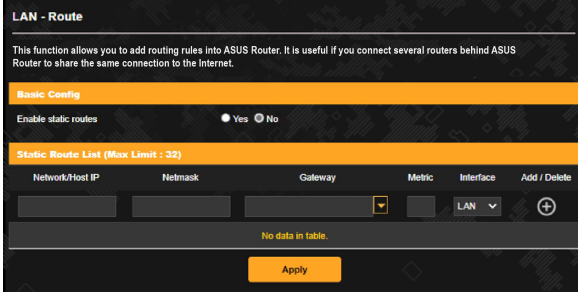 LAN - Route
This function allows you to add routing rules into ASUS Router. It is useful if you connect several routers behind ASUS
Router to share the same connection to the Internet.
Basic Config
Enable static routes Yes No
Static Route List (Max Limit : 32)
Network/Host IP Netmask Gateway Metric Interface Add / Delete
LAN
No data in table.
Apply